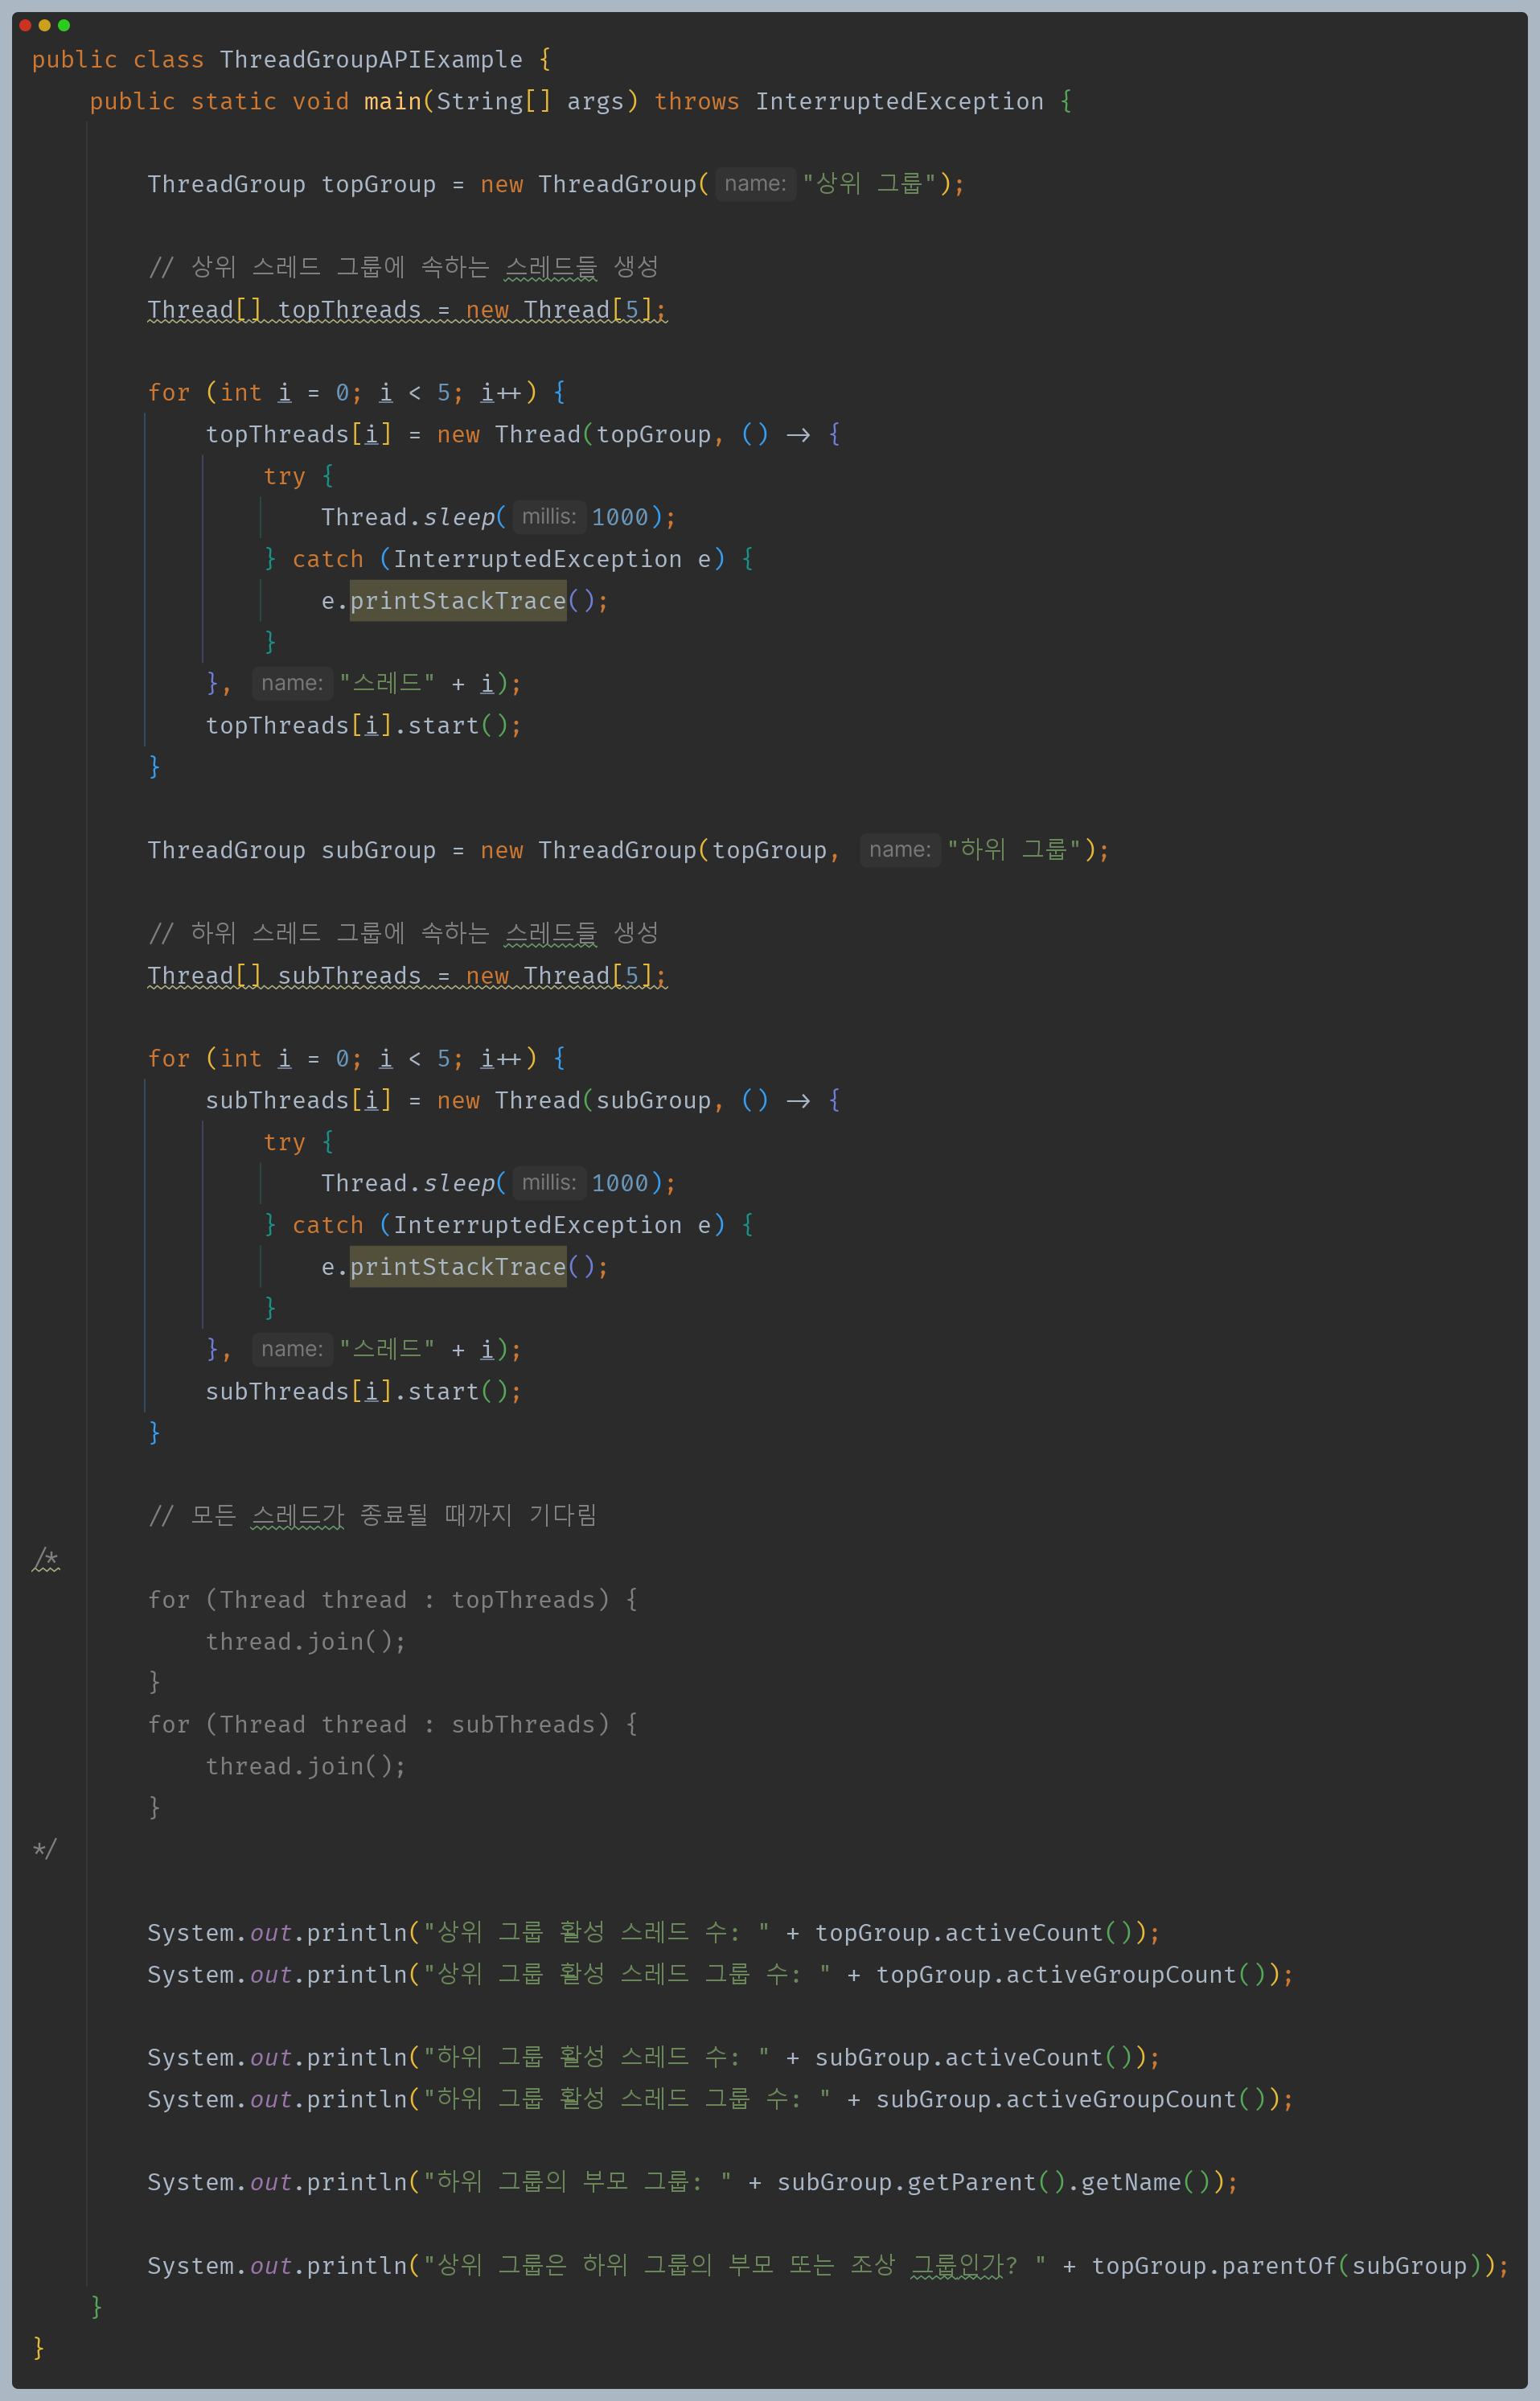 public class ThreadGroupAPIExample {
    public static void main(String[] args) throws InterruptedException {

        ThreadGroup topGroup = new ThreadGroup( name: "상위 그룹");

        // 상위 스레드 그룹에 속하는 스레드들 생성
        Thread[] topThreads = new Thread[5];

        for (int i = 0; i < 5; i++) {
            topThreads[i] = new Thread(topGroup, () -> {
                try {
                    Thread.sleep( millis: 1000);
                } catch (InterruptedException e) {
                    e.printStackTrace();
                }
            }, name: "스레드" + i);
            topThreads[i].start();
        }

        ThreadGroup subGroup = new ThreadGroup(topGroup, name: "하위 그룹");

        // 하위 스레드 그룹에 속하는 스레드들 생성
        Thread[] subThreads = new Thread[5];

        for (int i = 0; i < 5; i++) {
            subThreads[i] = new Thread(subGroup, () -> {
                try {
                    Thread.sleep( millis: 1000);
                } catch (InterruptedException e) {
                    e.printStackTrace();
                }
            }, name: "스레드" + i);
            subThreads[i].start();
        }

        // 모든 스레드가 종료될 때까지 기다림
/*
        for (Thread thread : topThreads) {
            thread.join();
        }
        for (Thread thread : subThreads) {
            thread.join();
        }
*/

        System.out.println("상위 그룹 활성 스레드 수: " + topGroup.activeCount());
        System.out.println("상위 그룹 활성 스레드 그룹 수: " + topGroup.activeGroupCount());

        System.out.println("하위 그룹 활성 스레드 수: " + subGroup.activeCount());
        System.out.println("하위 그룹 활성 스레드 그룹 수: " + subGroup.activeGroupCount());

        System.out.println("하위 그룹의 부모 그룹: " + subGroup.getParent().getName());

        System.out.println("상위 그룹은 하위 그룹의 부모 또는 조상 그룹인가? " + topGroup.parentOf(subGroup));
    }
}